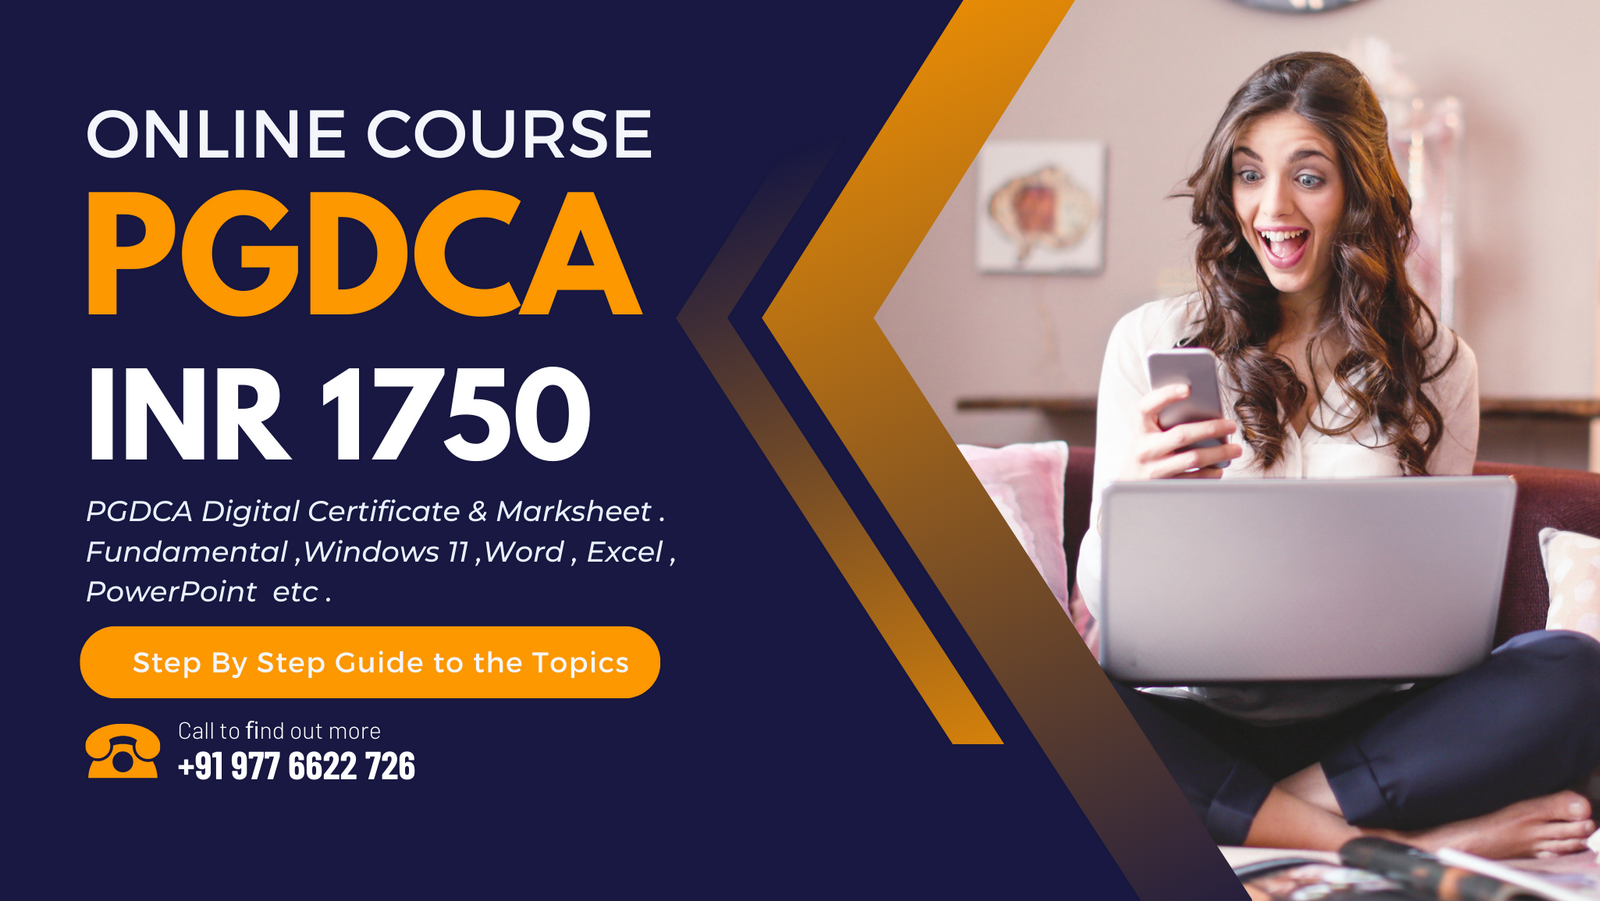 ONLINE COURSE
PGDCA
INR 1750
PGDCA Digital Certificate & Marksheet .
Fundamental ,Windows 11 ,Word , Excel ,
PowerPoint  etc .
Step By Step Guide to the Topics
Call to find out more
+91 977 6622 726